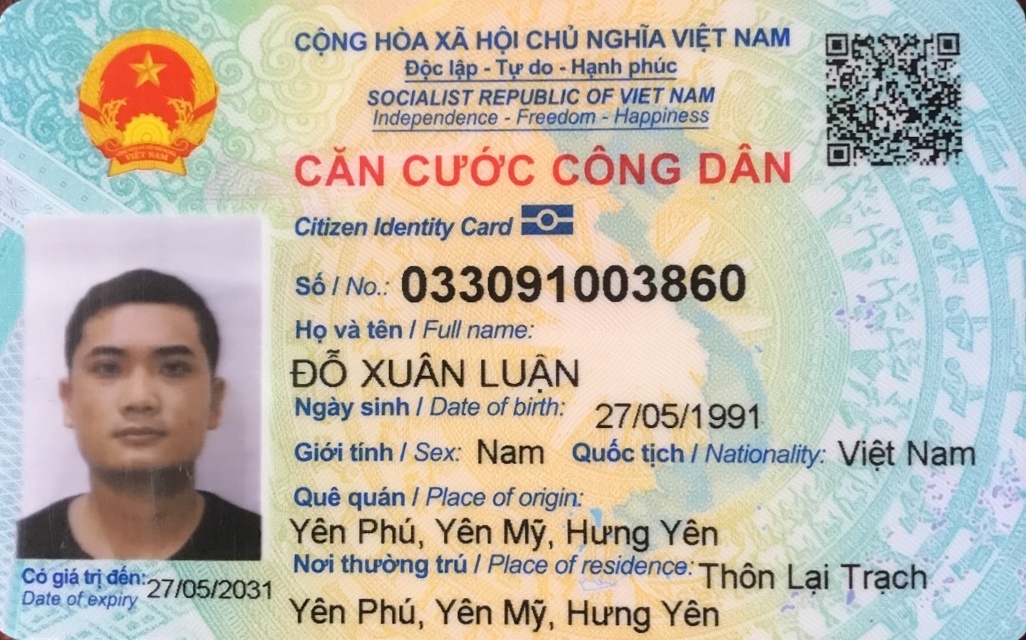 CỘNG HÒA XÃ HỘI CHỦ NGHĨA VIỆT NAM
Độc lập - Tự do - Hạnh phúc
SOCIALIST REPUBLIC OF VIET NAM
Independence - Freedom - Happiness
CĂN CƯỚC CÔNG DÂN
Citizen Identity Card
Số / No.: 033091003860
Họ và tên / Full name:
ĐỖ XUÂN LUẬN
Ngày sinh / Date of birth: 27/05/1991
Giới tính / Sex: Nam Quốc tịch / Nationality: Việt Nam
Quê quán / Place of origin:
Yên Phú, Yên Mỹ, Hưng Yên
Nơi thường trú / Place of residence: Thôn Lại Trạch
Yên Phú, Yên Mỹ, Hưng Yên
Có giá trị đến: 27/05/2031
Date of expiry
VIỆT NAM